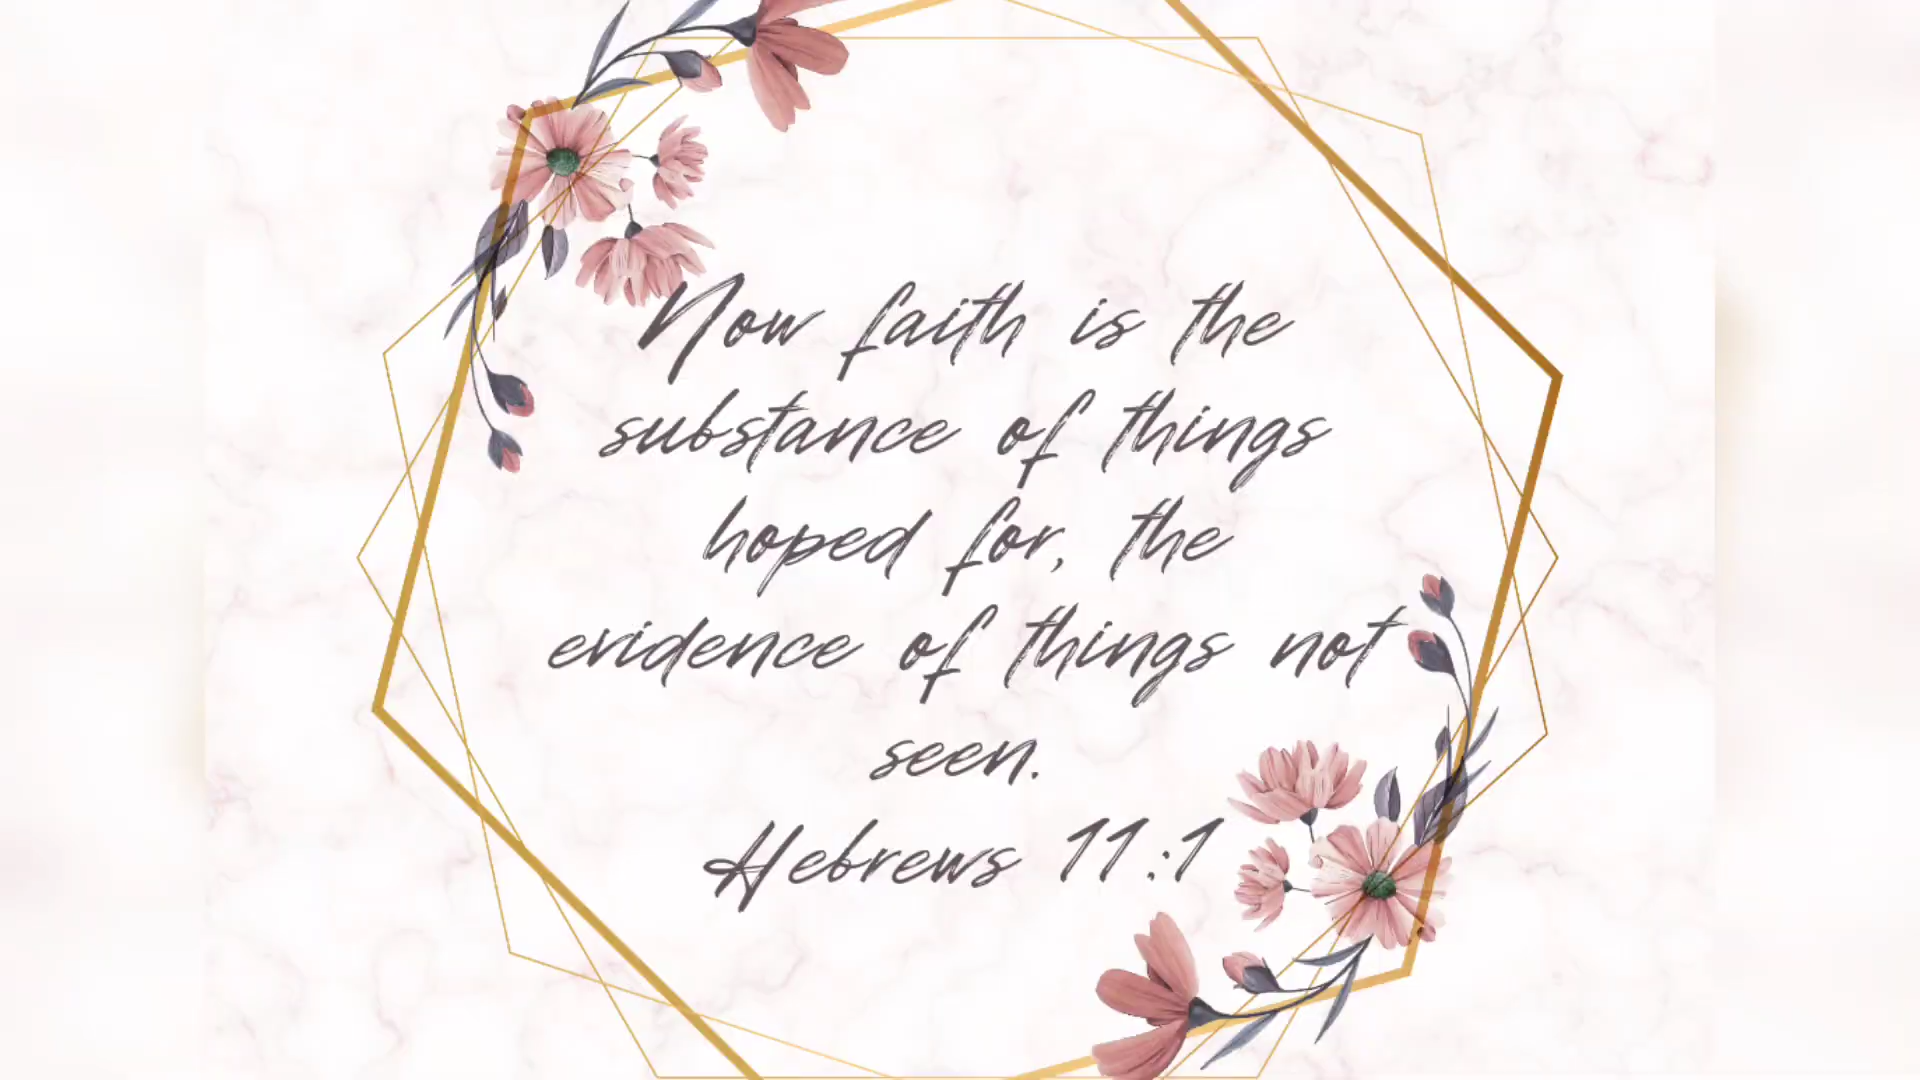 Now faith is the
substance of things
hoped for, the
evidence of things not
seen.
Hebrews 11:1